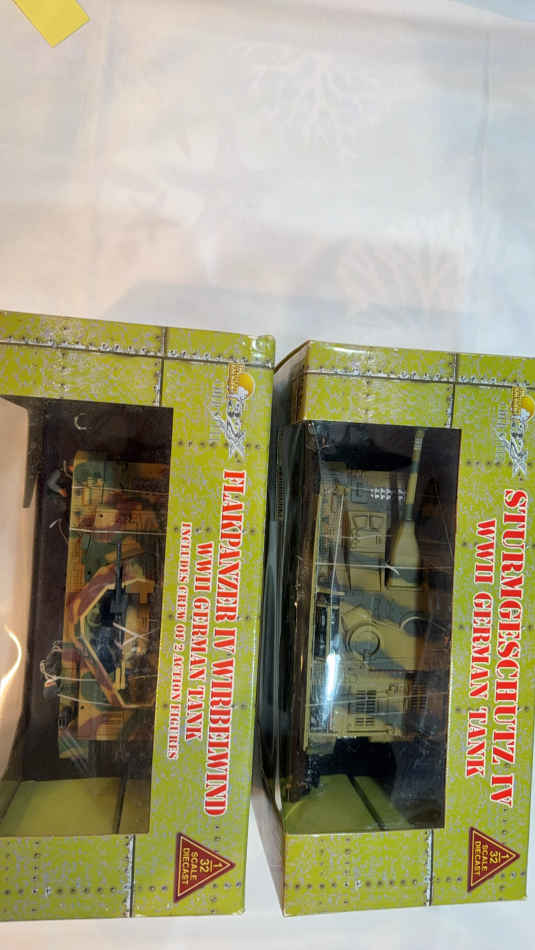 FLAKPANZER IV WIRBELWIND
WWII GERMAN TANK
INCLUDES CREW OF 2 ACTION FIGURES
1
32
SCALE
DIECAST
32X
STURMGESCHUTZ IV
WWII GERMAN TANK
1
32
SCALE
DIECAST